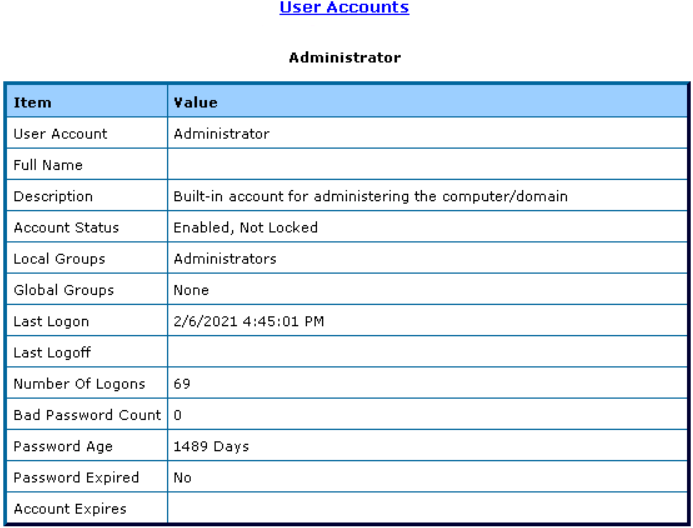 User Accounts
Administrator
Item Value
User Account Administrator
Full Name
Description Built-in account for administering the computer/domain
Account Status Enabled, Not Locked
Local Groups Administrators
Global Groups None
Last Logon 2/6/2021 4:45:01 PM
Last Logoff
Number Of Logons 69
Bad Password Count 0
Password Age 1489 Days
Password Expired No
Account Expires